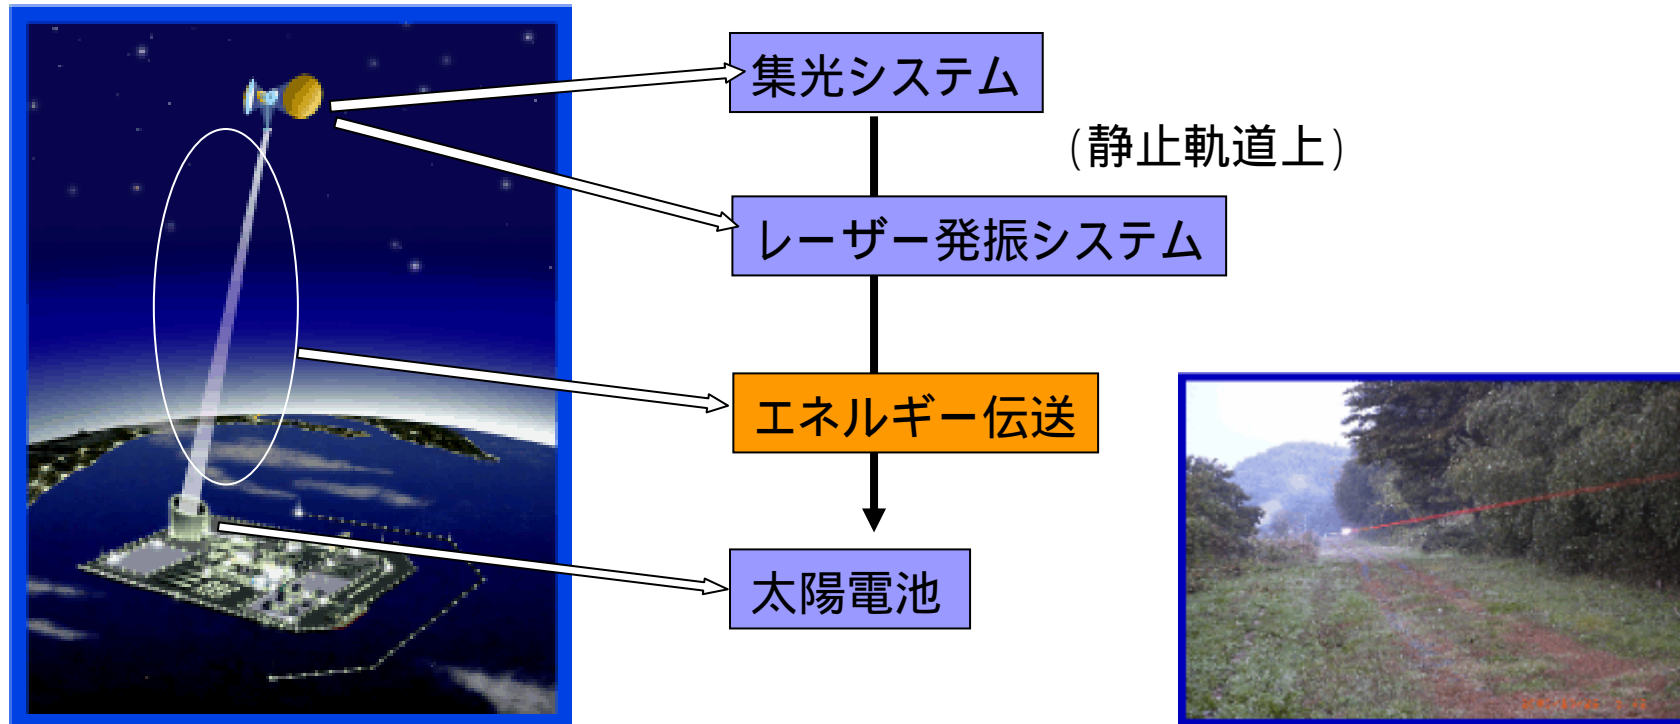 集光システム
(静止軌道上)
レーザー発振システム
エネルギー伝送
太陽電池